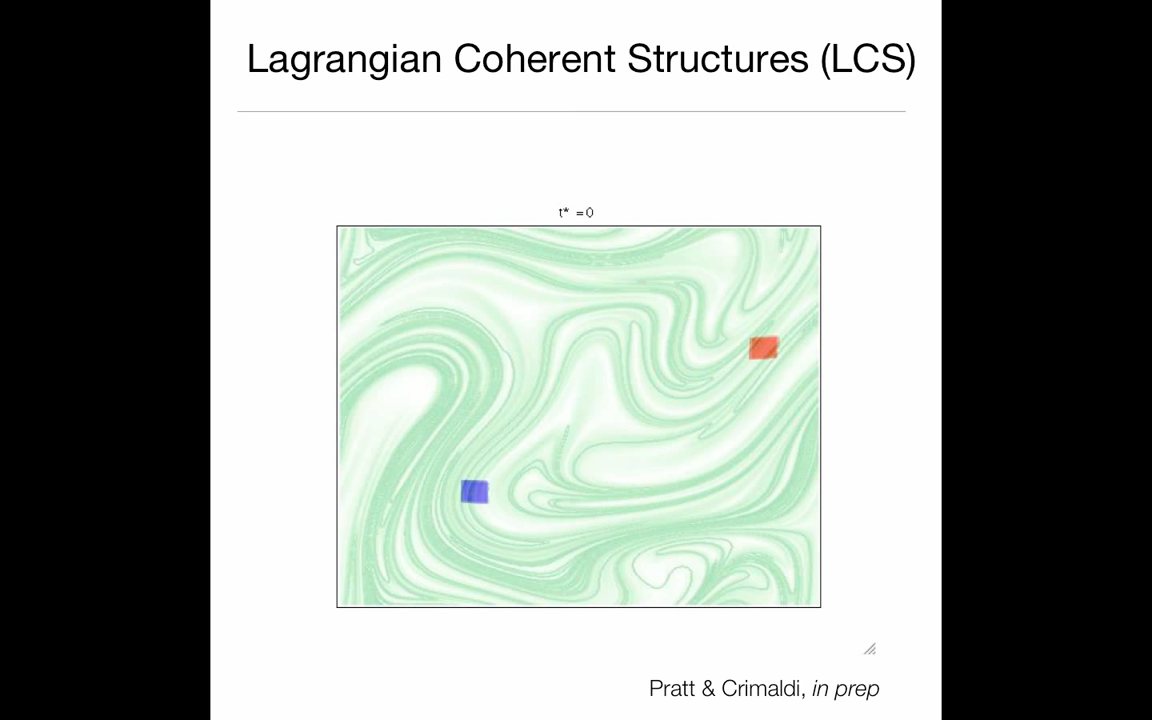 Lagrangian Coherent Structures (LCS)
t* =0
Pratt & Crimaldi, in prep